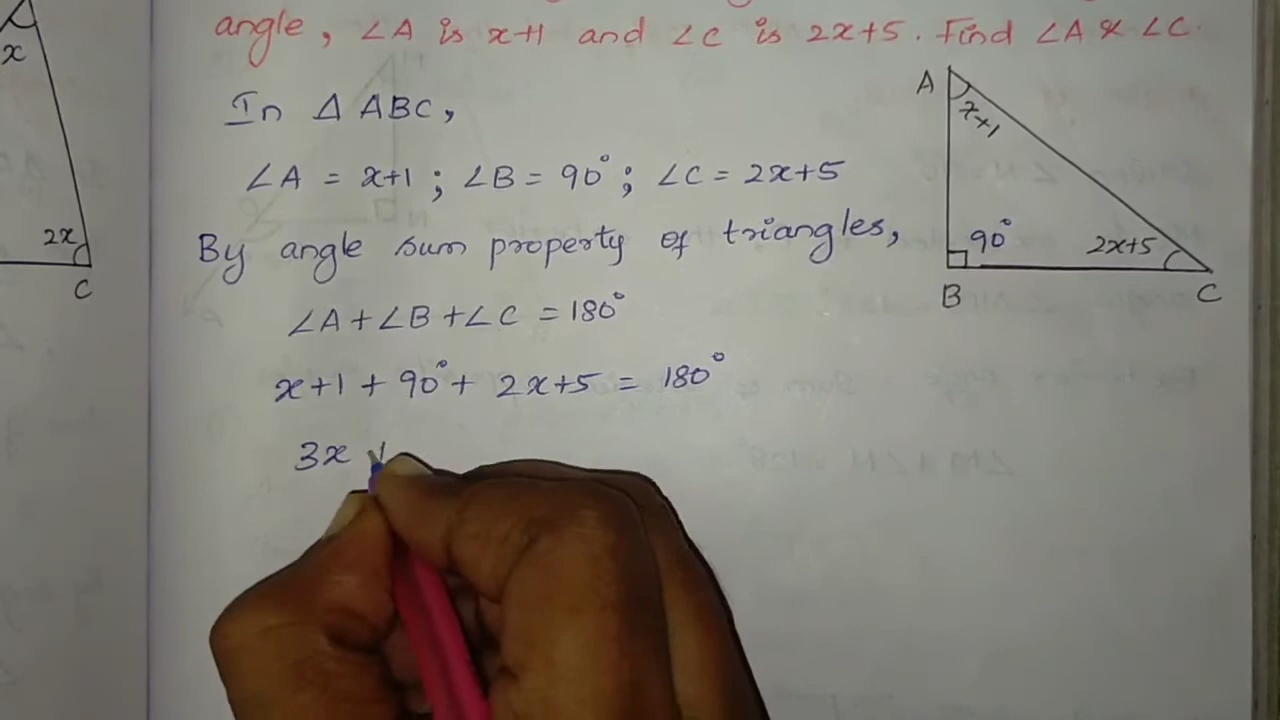 angle, ∠A is x+1 and ∠C is 2x+5. Find ∠A & ∠C.
In △ ABC,
∠A = x+1 ; ∠B = 90° ; ∠C = 2x+5
By angle sum property of triangles,
∠A + ∠B + ∠C = 180°
x+1 + 90° + 2x+5 = 180°
3x
A
x+1
90°
2x+5
B
C
x
2x
C